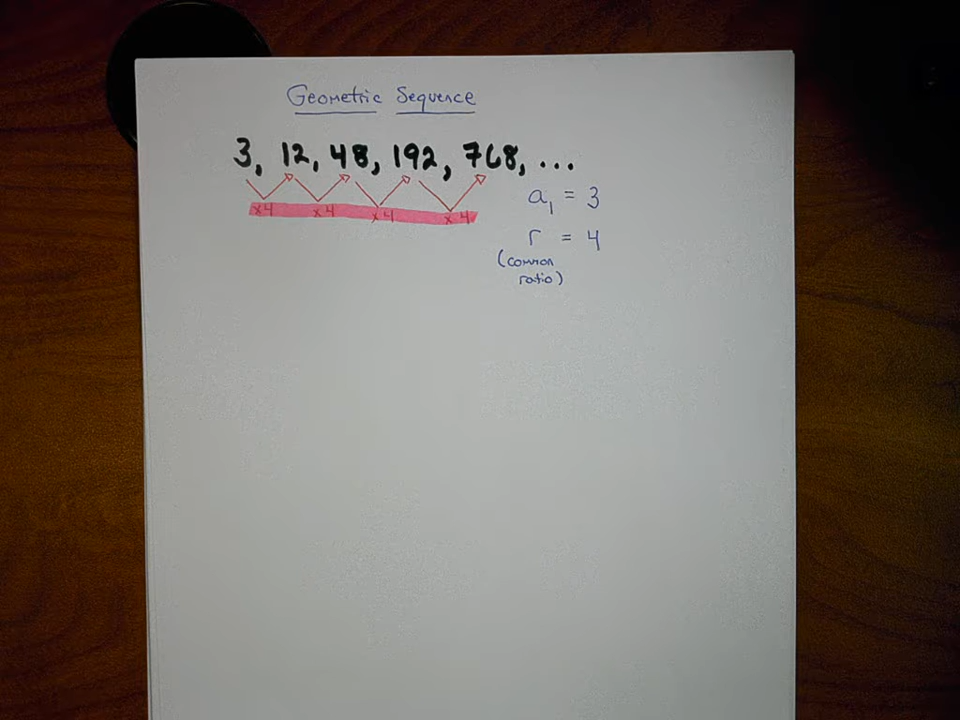 Geometric Sequence
3, 12, 48, 192, 768, ...
x4 x4 x4 x4
a₁ = 3
r = 4
(common
ratio)